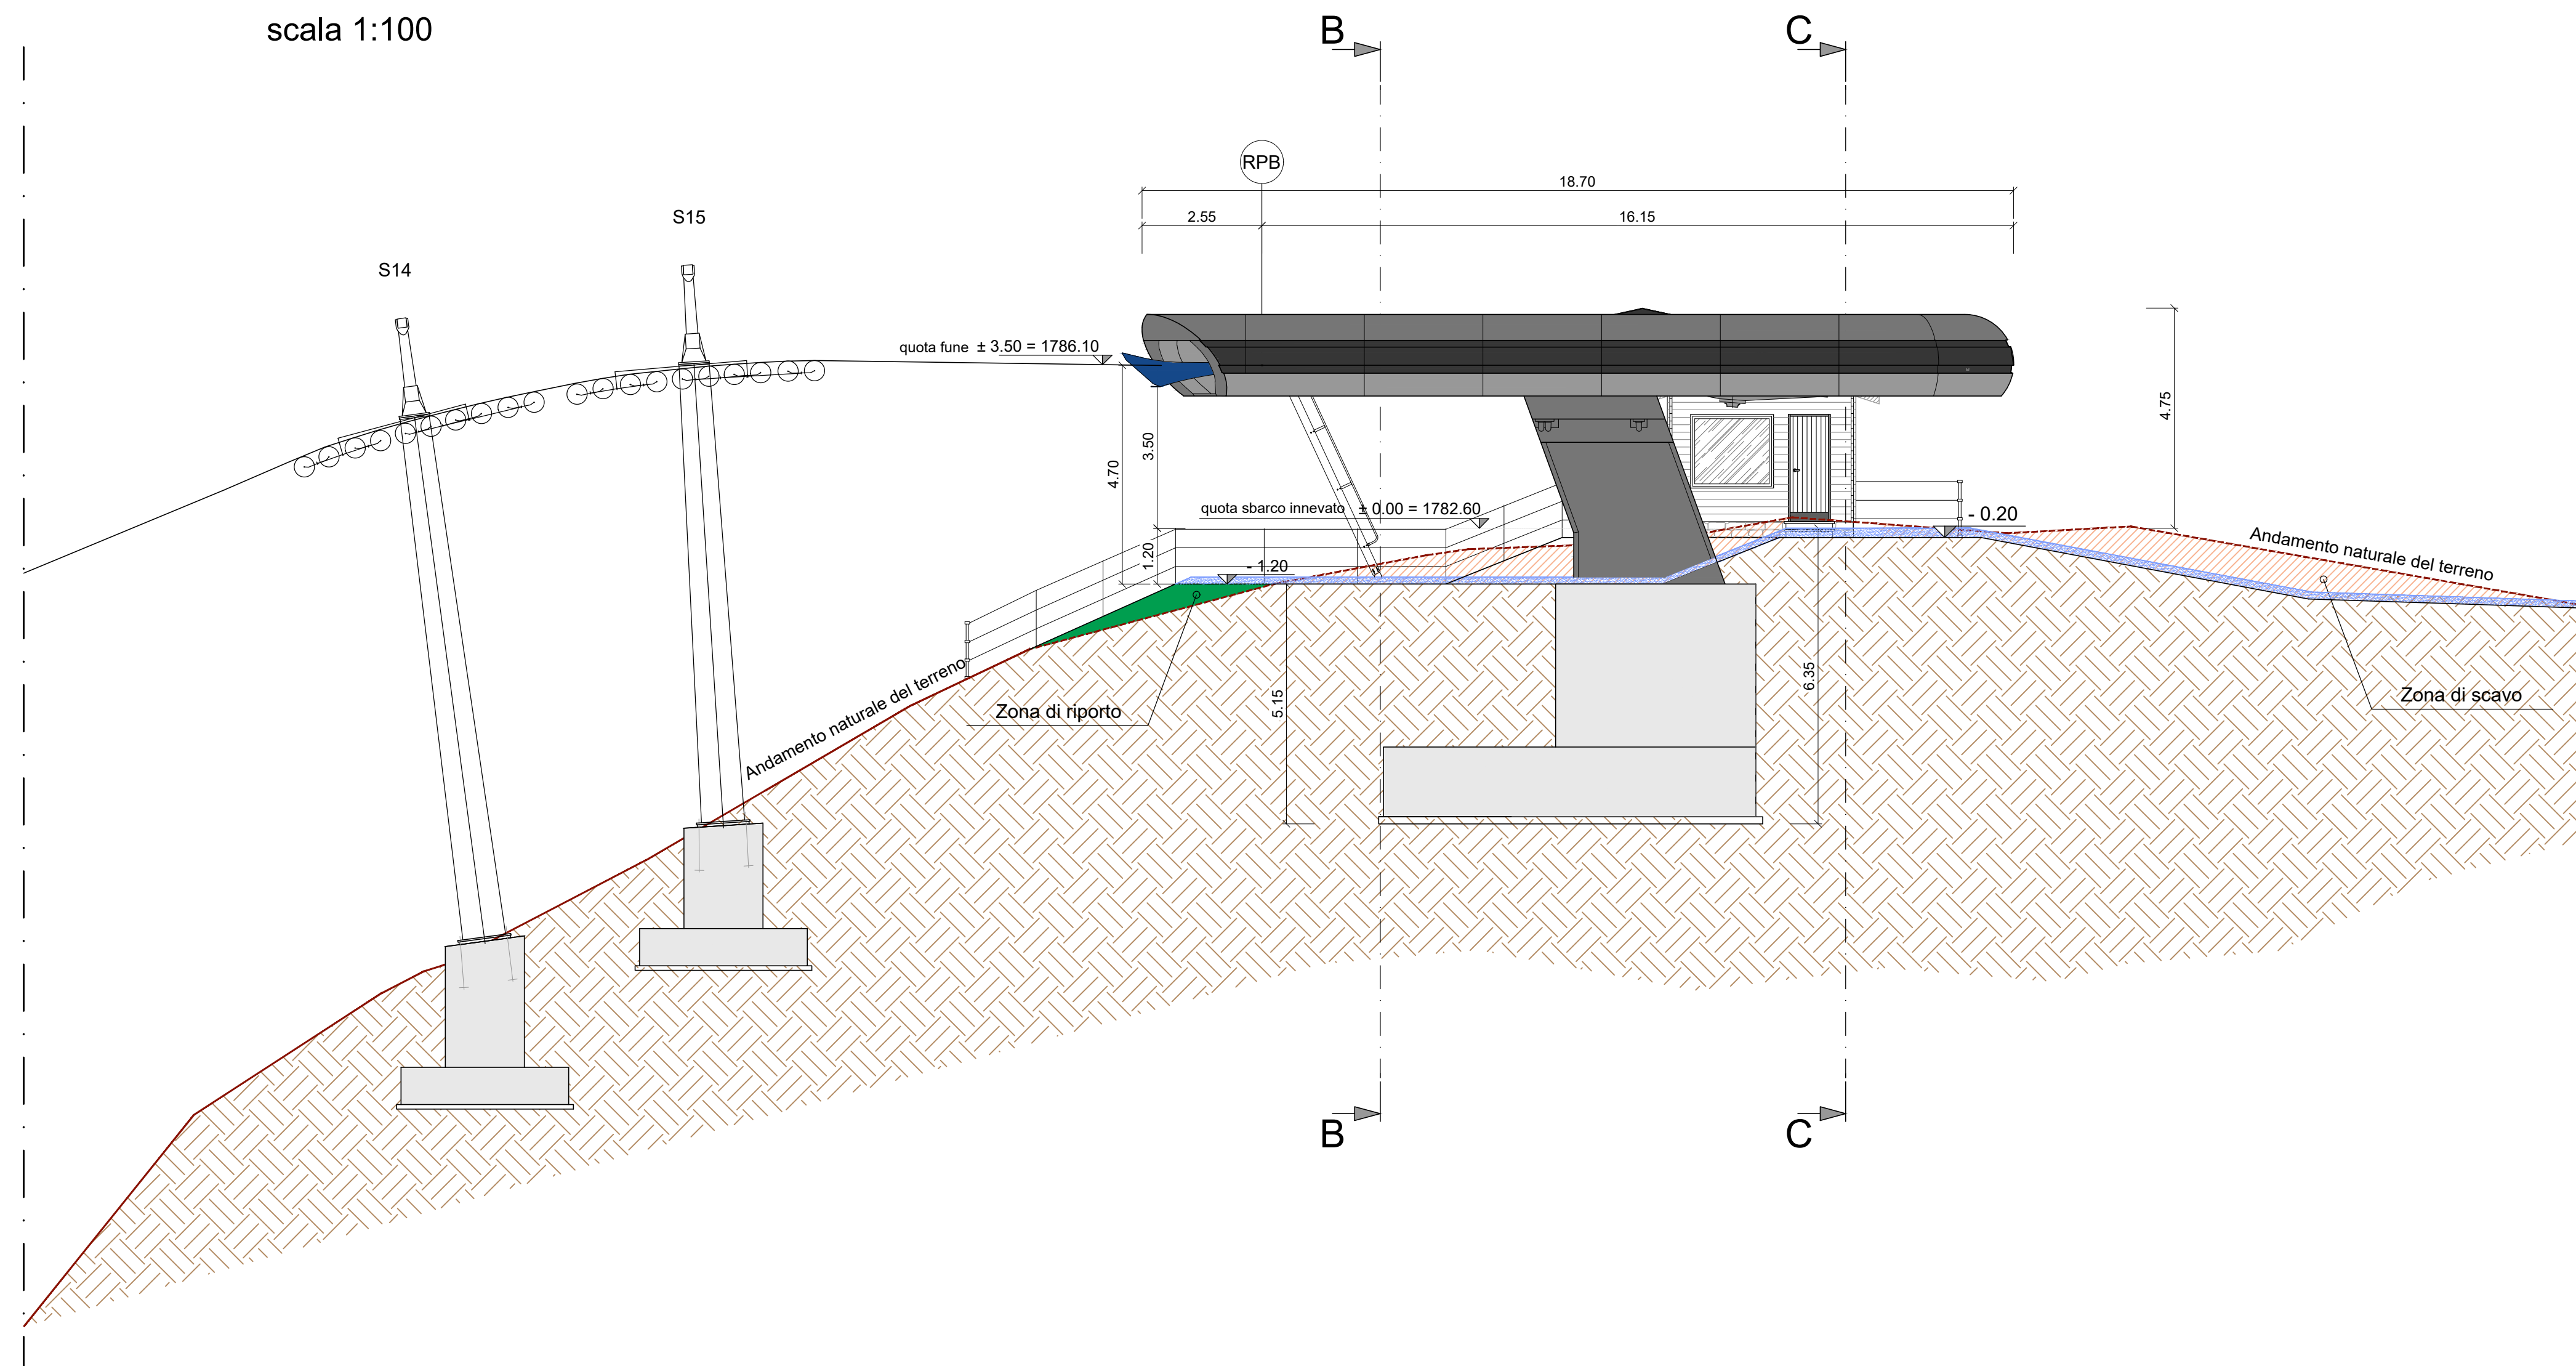 scala 1:100
B
C
RPB
18.70
2.55
16.15
S15
S14
quota fune ± 3.50 = 1786.10
4.75
3.50
4.70
quota sbarco innevato ± 0.00 = 1782.60
- 0.20
Andamento naturale del terreno
1.20
- 1.20
Andamento naturale del terreno
Zona di riporto
5.15
6.35
Zona di scavo
B
C